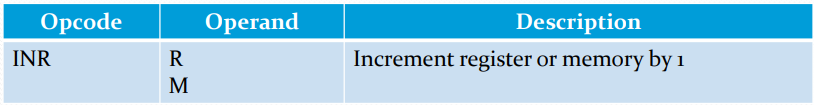 Opcode Operand Description
INR R Increment register or memory by 1
M